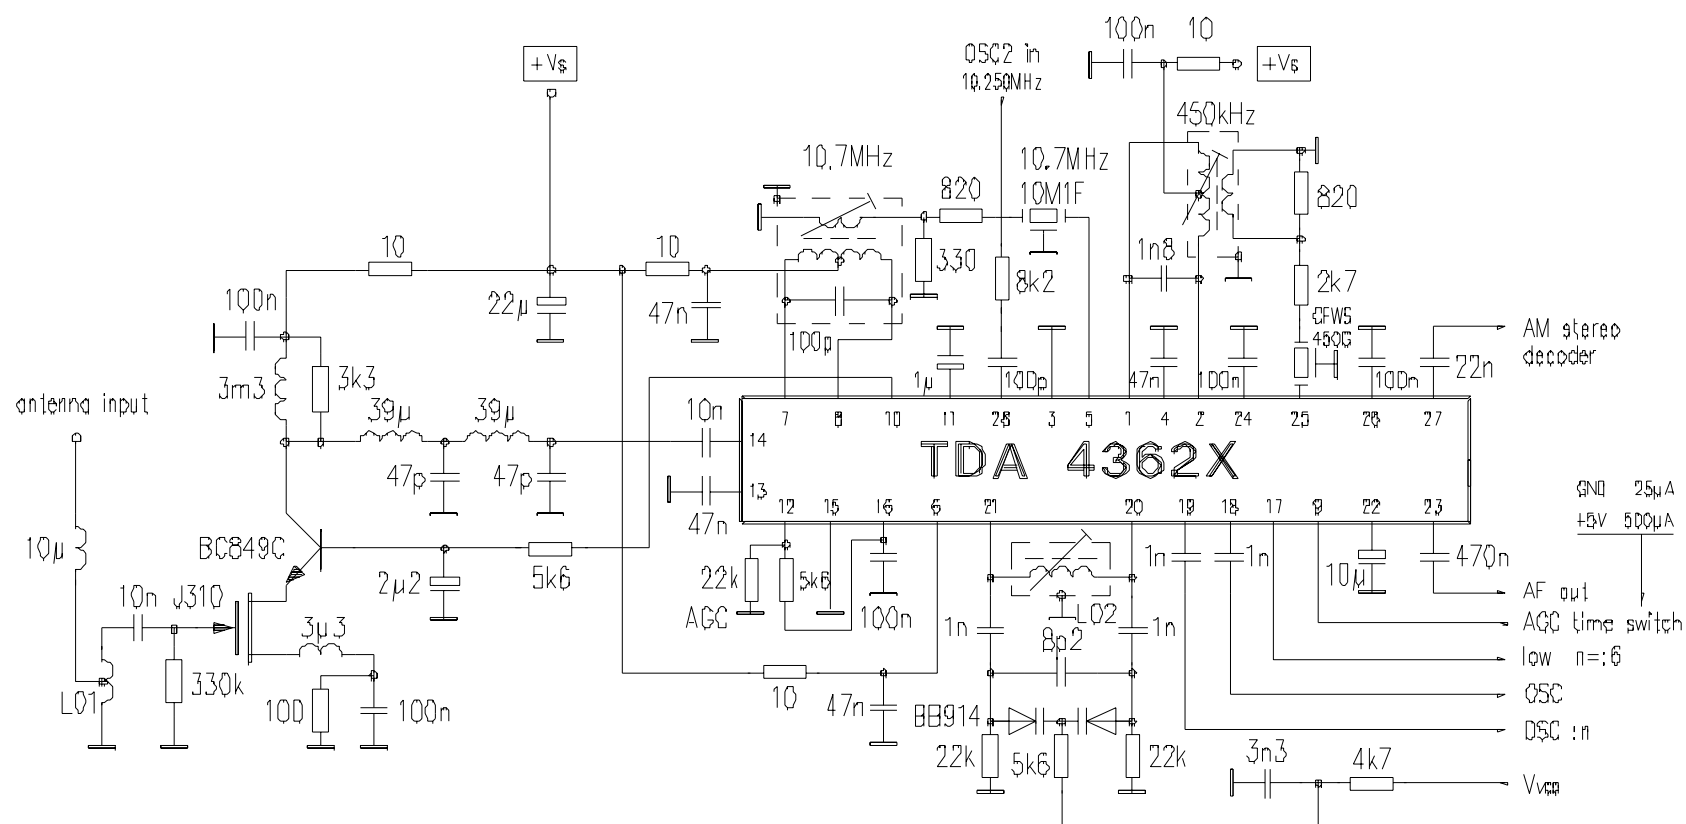 100n 10
+Vs
OSC2 in
10.250MHz
+Vs
450kHz
10.7MHz
820
10.7MHz
10M1F
820
10
10
330
8k2
1n8
2k7
100n
22µ
47n
100p
CFWS
450G
AM stereo
decoder
3m3
3k3
1µ
100p
47n
100n
100n
22n
antenna input
39µ
39µ
10n
7 8 10 11 28 3 5 1 4 2 24 25 26 27
14
TDA 4362X
47p
47p
13
47n
12 15 16 6 21 20 19 18 17 9 22 23
GND 25µA
+5V 500µA
10µ
BC849C
2µ2
5k6
22k
5k6
AGC
100n
1n
1n
10µ
470n
10n
J310
L02
AF out
3µ3
1n
8p2
1n
AGC time switch
L01
330k
100
100n
10
47n
low n=:6
OSC
BB914
OSC :n
22k
5k6
22k
3n3
4k7